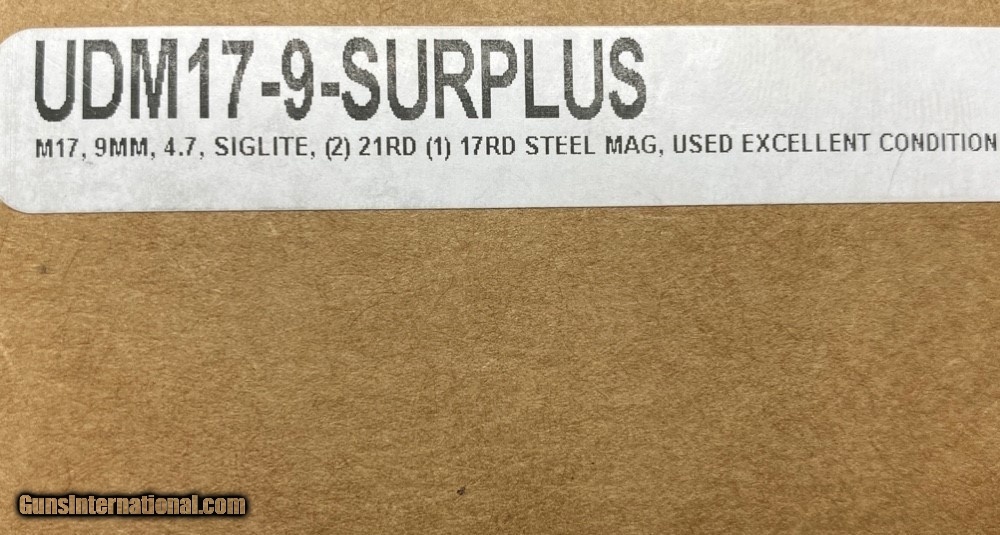 UDM17-9-SURPLUS
M17, 9MM, 4.7, SIGLITE, (2) 21RD (1) 17RD STEEL MAG, USED EXCELLENT CONDITION
GunsInternational.com